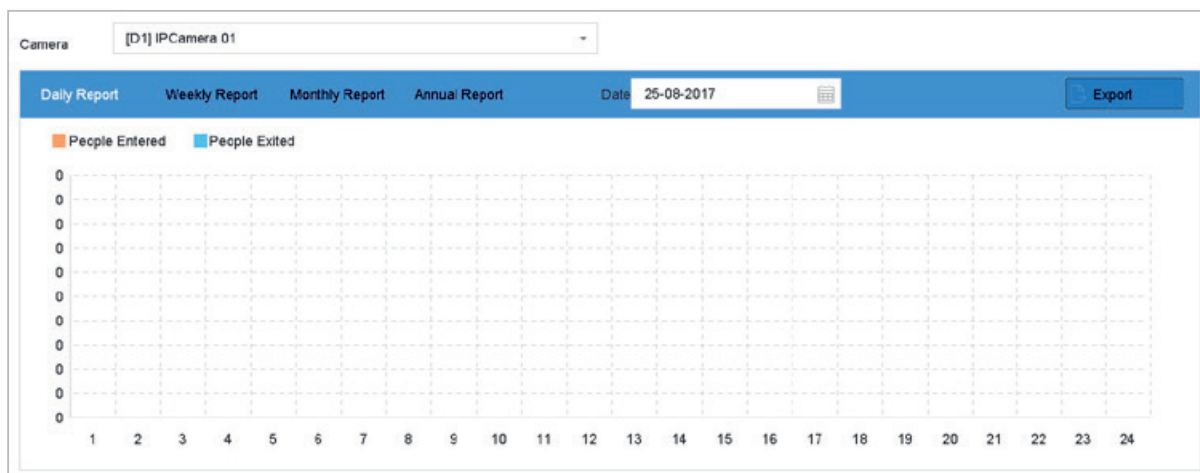 Camera [D1] IPCamera 01
Daily Report Weekly Report Monthly Report Annual Report Date 25-08-2017 Export
People Entered People Exited
0
0
0
0
0
0
0
0
0
0
0
1 2 3 4 5 6 7 8 9 10 11 12 13 14 15 16 17 18 19 20 21 22 23 24